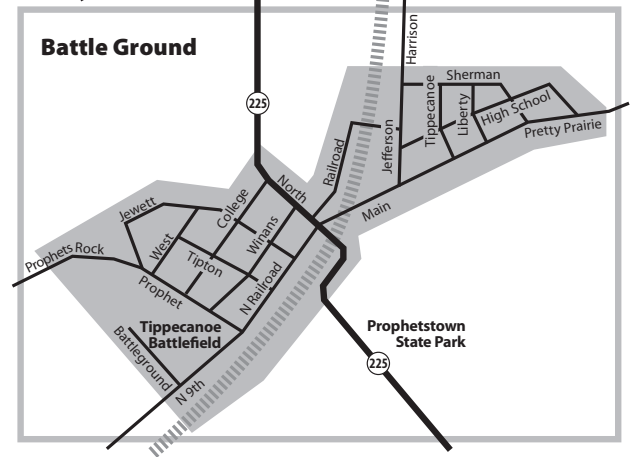 Battle Ground
Harrison
225
Sherman
Tippecanoe
Liberty
High School
Pretty Prairie
Jefferson
Railroad
North
Main
College
Jewett
Winans
West
Tipton
Prophets Rock
N Railroad
Prophet
Tippecanoe
Battlefield
Battleground
N 9th
Prophetstown
State Park
225